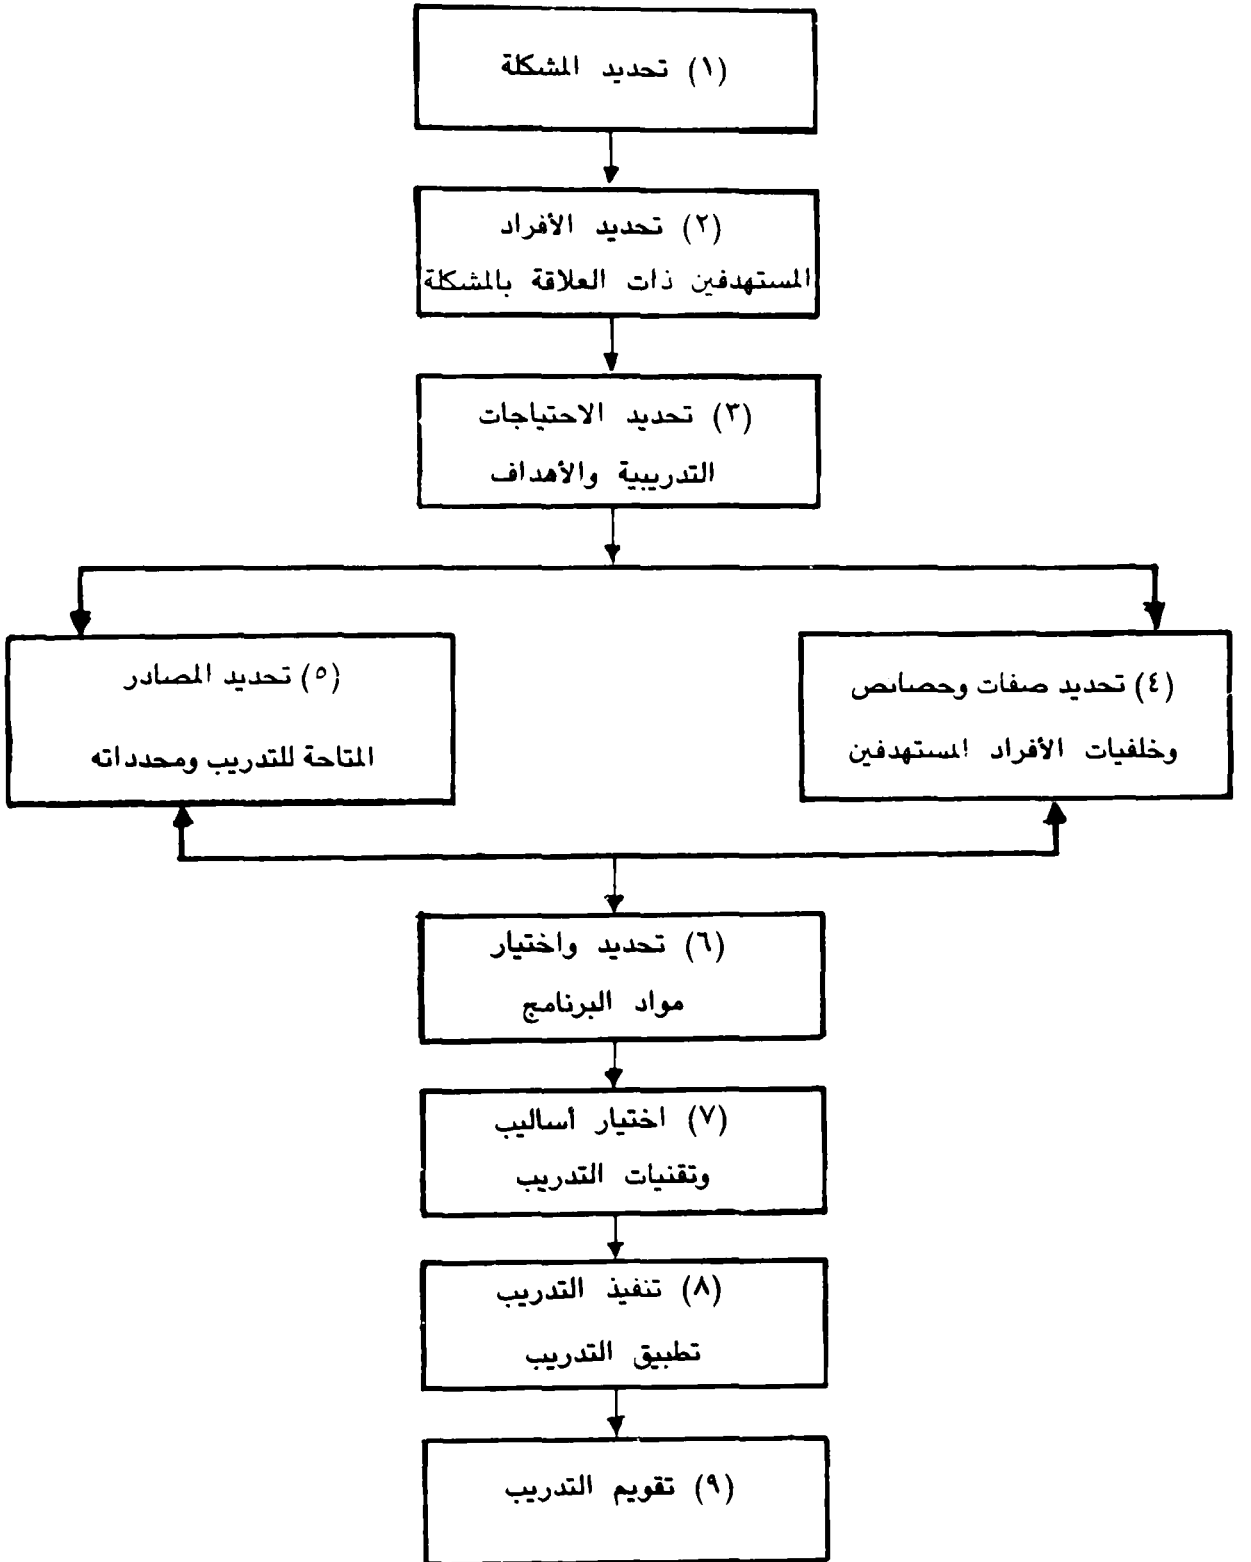 (١) تحديد المشكلة
(٢) تحديد الأفراد
المستهدفين ذات العلاقة بالمشكلة
(٣) تحديد الاحتياجات
التدريبية والأهداف
(٤) تحديد صفات وحصائص
وخلفيات الأفراد المستهدفين
(٥) تحديد المصادر
المتاحة للتدريب ومحدداته
(٦) تحديد واختيار
مواد البرنامج
(٧) اختيار أساليب
وتقنيات التدريب
(٨) تنفيذ التدريب
تطبيق التدريب
(٩) تقويم التدريب